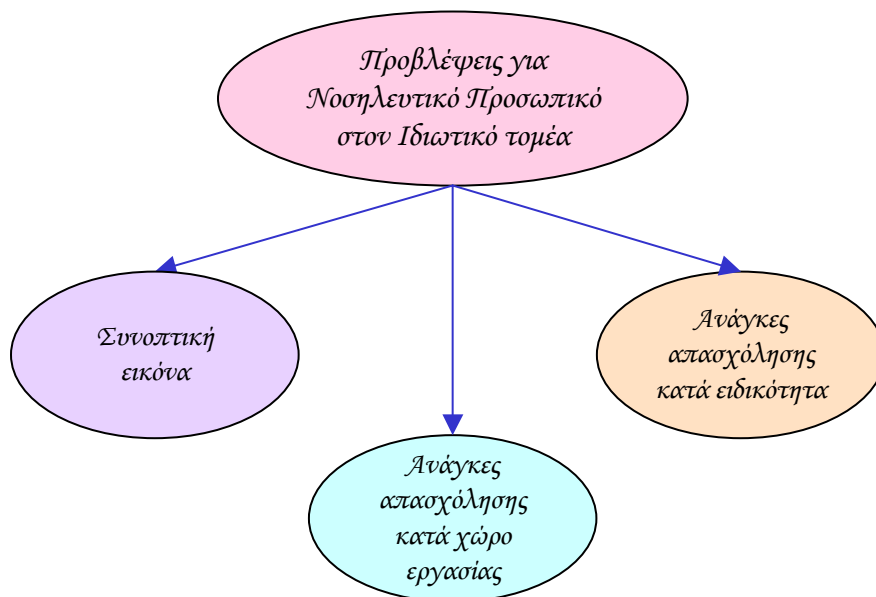 Προβλέψεις για
Νοσηλευτικό Προσωπικό
στον Ιδιωτικό τομέα
Συνοπτική
εικόνα
Ανάγκες
απασχόλησης
κατά ειδικότητα
Ανάγκες
απασχόλησης
κατά χώρο
εργασίας